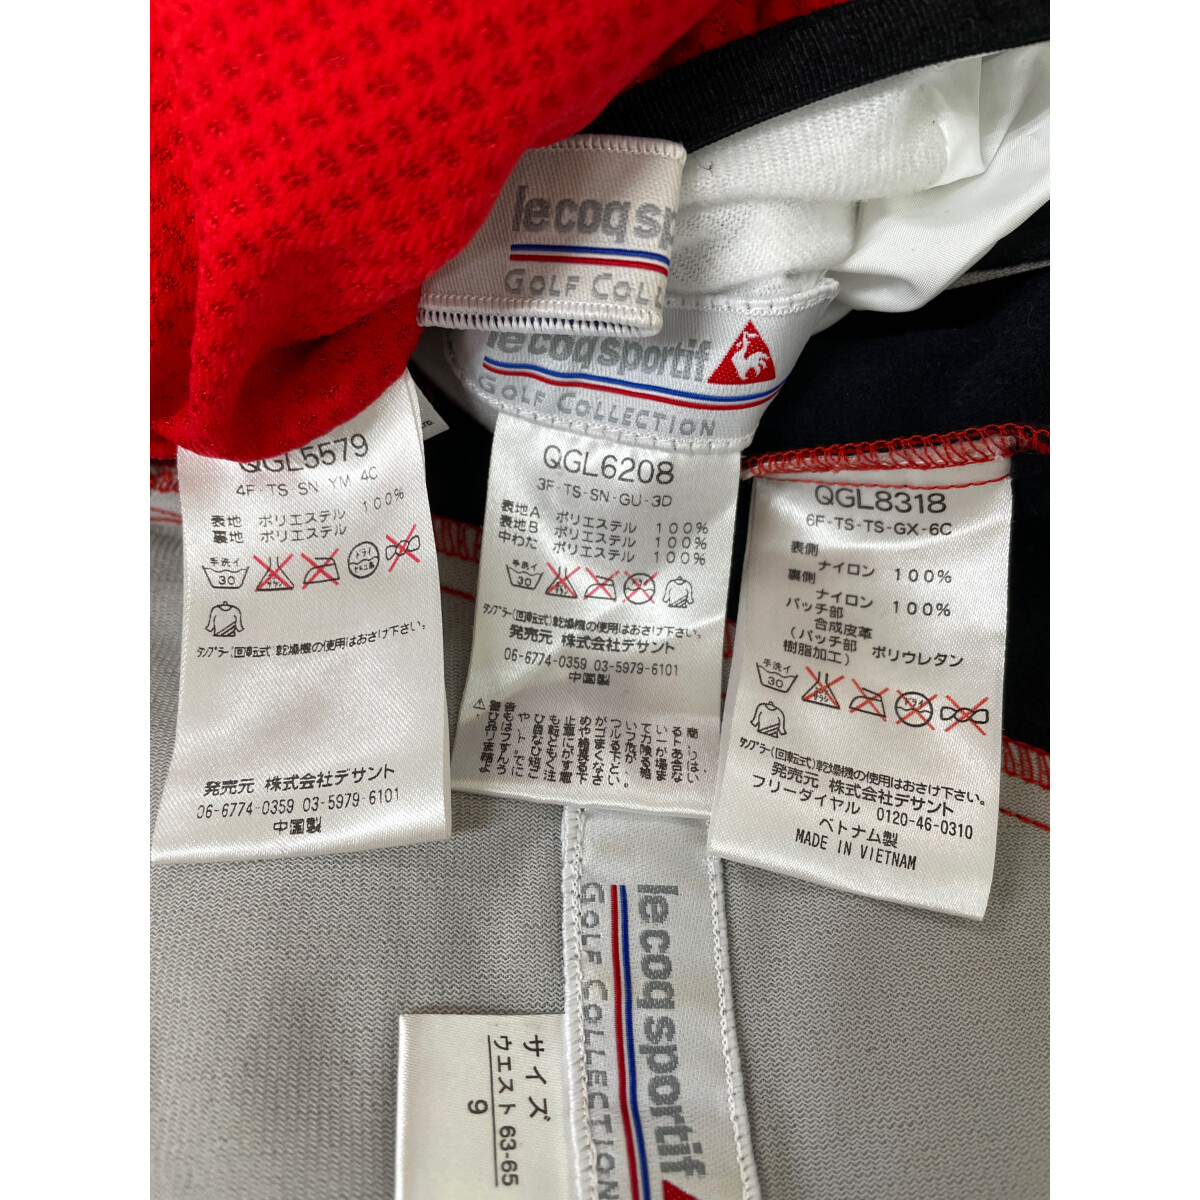 lecoqsp
GOLF COLL
lecoqsportif
GOLF COLLECTION
QGL5579
4F-TS-SN-YM-4C
表地 ポリエステル 100%
裏地 ポリエステル
手洗イ
30
タンブラー(回転式)乾燥機の使用はおさけ下さい。
発売元 株式会社デサント
06-6774-0359 03-5979-6101
中国製
QGL6208
3F-TS-SN-GU-3D
表地A ポリエステル 100%
表地B ポリエステル 100%
中わた ポリエステル 100%
手洗イ
30
タンブラー(回転式)乾燥機の使用はおさけ下さい。
発売元 株式会社デサント
06-6774-0359 03-5979-6101
中国製
QGL8318
6F-TS-TS-GX-6C
表側
ナイロン 100%
裏側
ナイロン 100%
パッチ部
合成皮革
(パッチ部 ポリウレタン
樹脂加工)
手洗イ
30
タンブラー(回転式)乾燥機の使用はおさけ下さい。
発売元 株式会社デサント
フリーダイヤル 0120-46-0310
ベトナム製
MADE IN VIETNAM
lecoqsportif
GOLF COLLECTION
サイズ
ウエスト 63-65
9